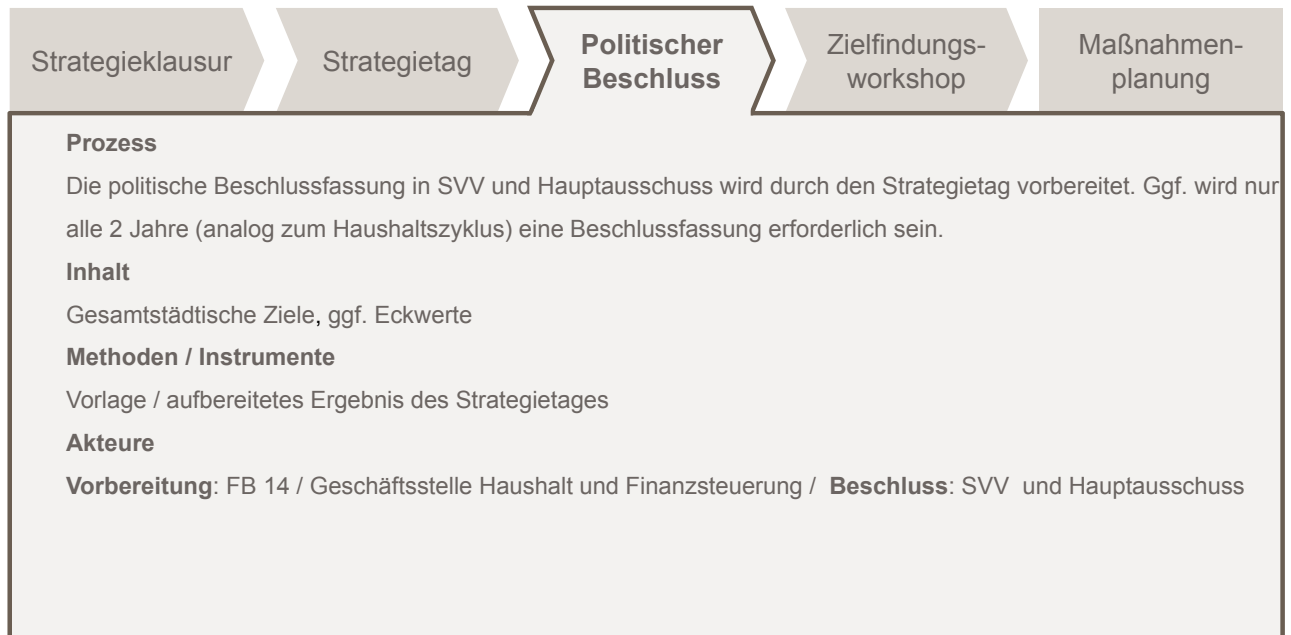 Strategieklausur
Strategietag
Politischer
Beschluss
Zielfindungs-
workshop
Maßnahmen-
planung
Prozess
Die politische Beschlussfassung in SVV und Hauptausschuss wird durch den Strategietag vorbereitet. Ggf. wird nur
alle 2 Jahre (analog zum Haushaltszyklus) eine Beschlussfassung erforderlich sein.
Inhalt
Gesamtstädtische Ziele, ggf. Eckwerte
Methoden / Instrumente
Vorlage / aufbereitetes Ergebnis des Strategietages
Akteure
Vorbereitung: FB 14 / Geschäftsstelle Haushalt und Finanzsteuerung / Beschluss: SVV und Hauptausschuss